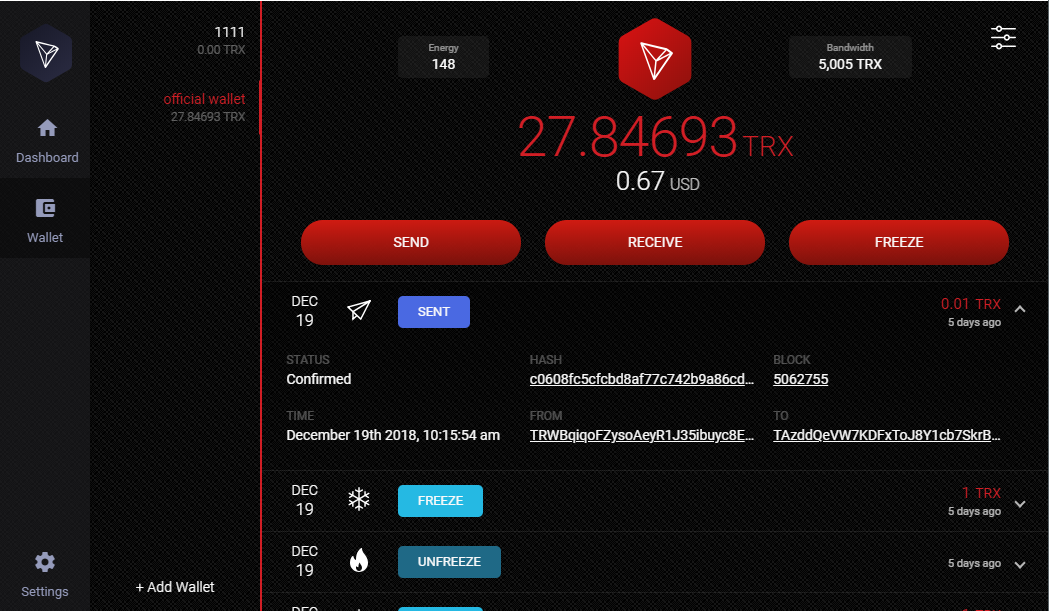 Dashboard
Wallet
Settings
1111
0.00 TRX
official wallet
27.84693 TRX
+ Add Wallet
Energy
148
Bandwidth
5,005 TRX
27.84693 TRX
0.67 USD
SEND
RECEIVE
FREEZE
DEC
19
SENT
0.01 TRX
5 days ago
STATUS
Confirmed
HASH
c0608fc5cfcbd8af77c742b9a86cd...
BLOCK
5062755
TIME
December 19th 2018, 10:15:54 am
FROM
TRWBqiqoFZysoAeyR1J35ibuyc8E...
TO
TAzddQeVW7KDFxToJ8Y1cb7SkrB...
DEC
19
FREEZE
1 TRX
5 days ago
DEC
19
UNFREEZE
5 days ago
DEC